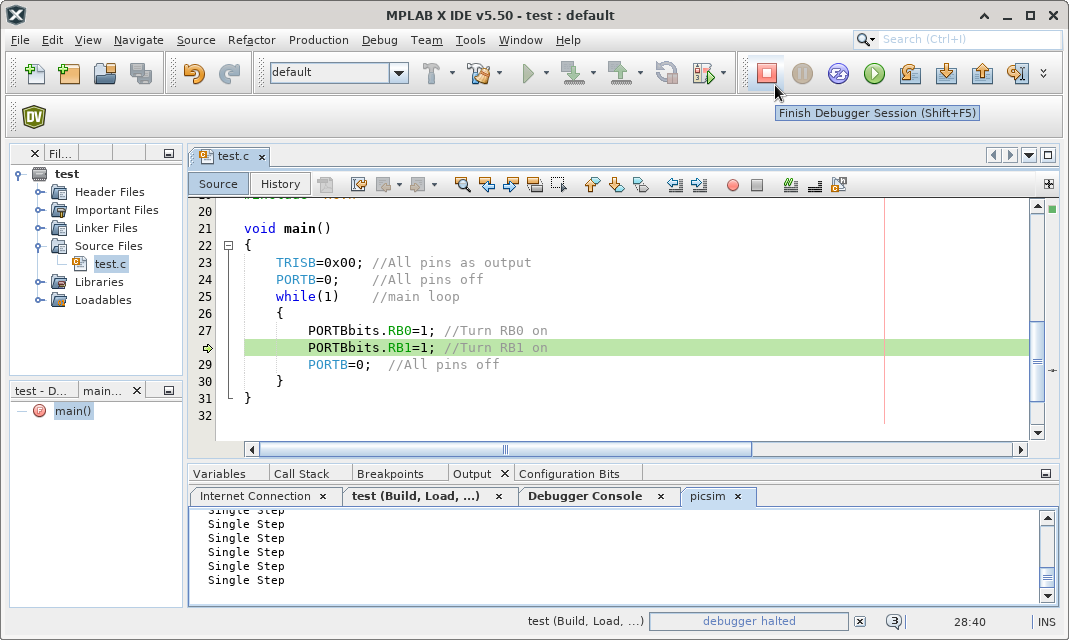 MPLAB X IDE v5.50 - test : default
File Edit View Navigate Source Refactor Production Debug Team Tools Window Help
Search (Ctrl+I)
default
Finish Debugger Session (Shift+F5)
DV
Fil...
test
Header Files
Important Files
Linker Files
Source Files
test.c
Libraries
Loadables
test - D... main...
main()
test.c
Source History
20
21 void main()
22 {
23 TRISB=0x00; //All pins as output
24 PORTB=0; //All pins off
25 while(1) //main loop
26 {
27 PORTBbits.RB0=1; //Turn RB0 on
PORTBbits.RB1=1; //Turn RB1 on
29 PORTB=0; //All pins off
30 }
31 }
32
Variables Call Stack Breakpoints Output Configuration Bits
Internet Connection test (Build, Load, ...) Debugger Console picsim
Single Step
Single Step
Single Step
Single Step
Single Step
Single Step
test (Build, Load, ...) debugger halted 3 28:40 INS